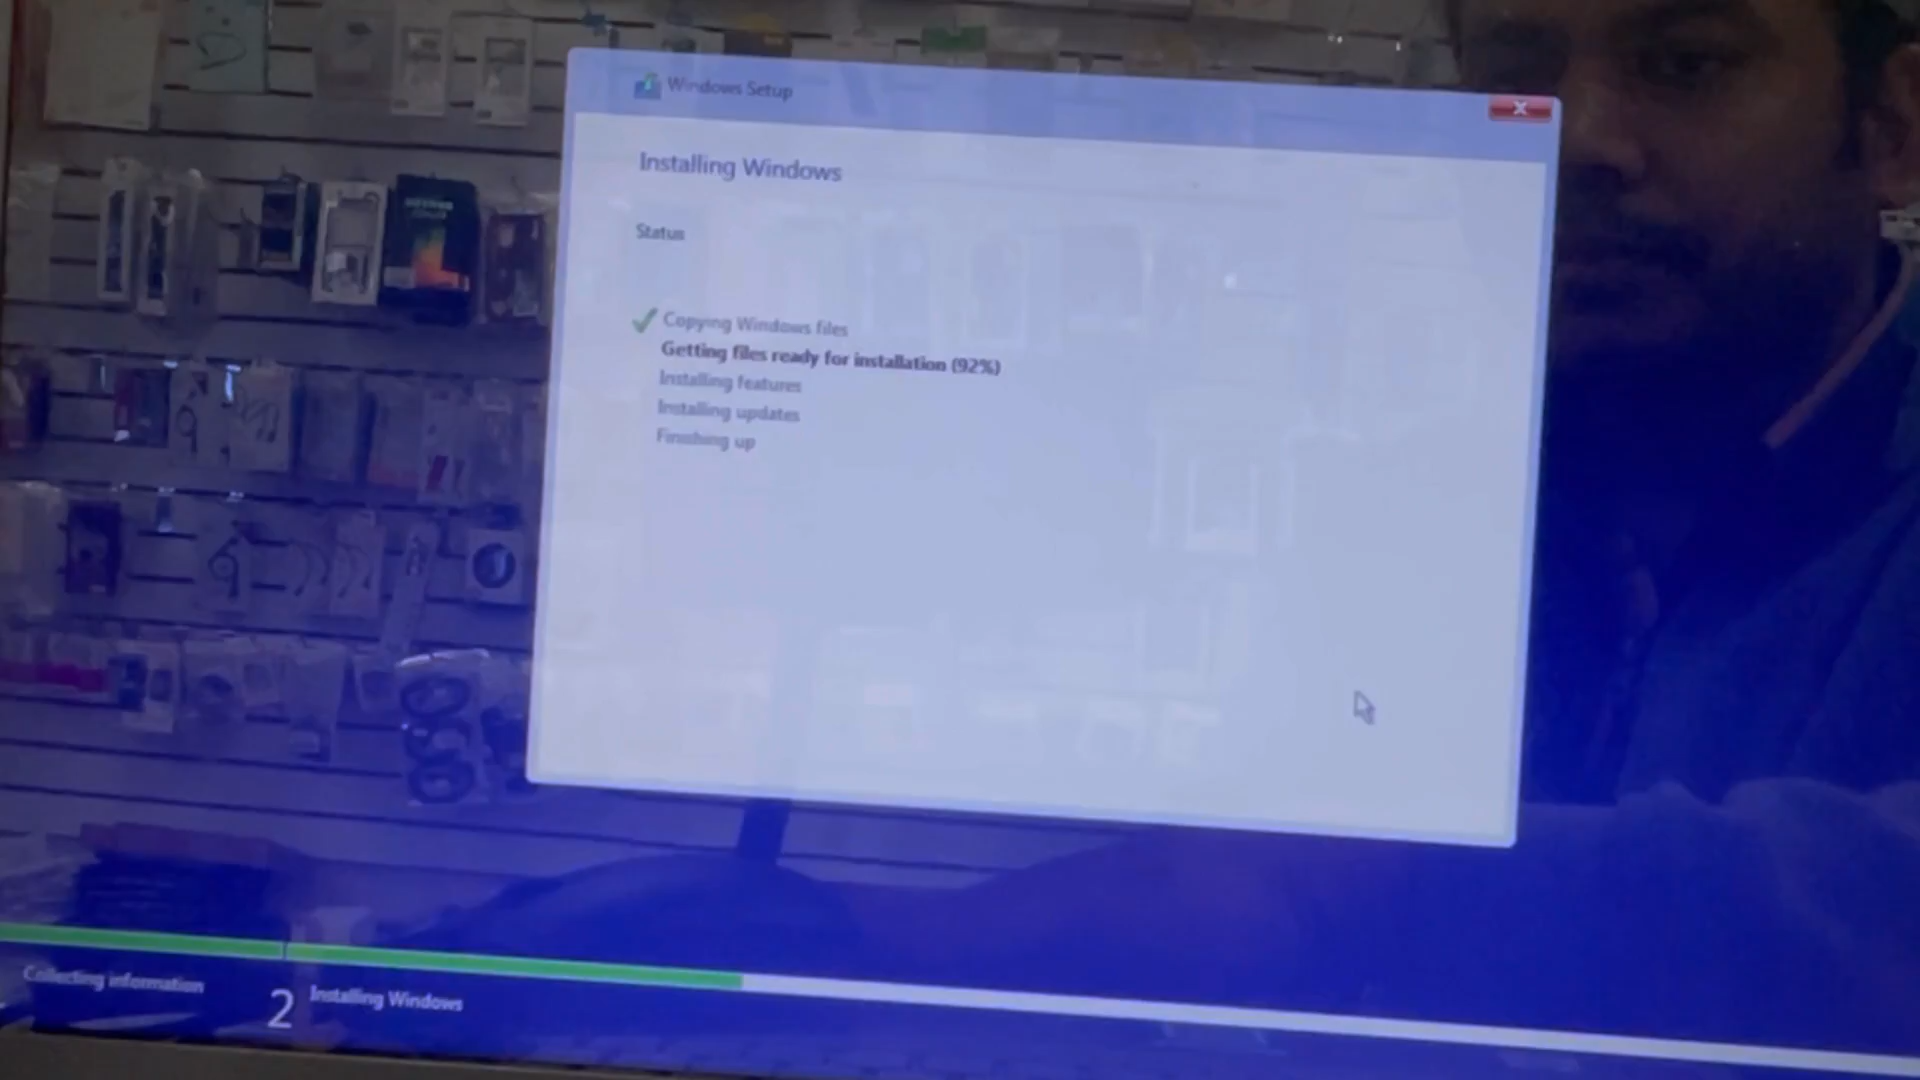 Windows Setup
Installing Windows
Status
Copying Windows files
Getting files ready for installation (92%)
Installing features
Installing updates
Finishing up
Collecting information
2 Installing Windows